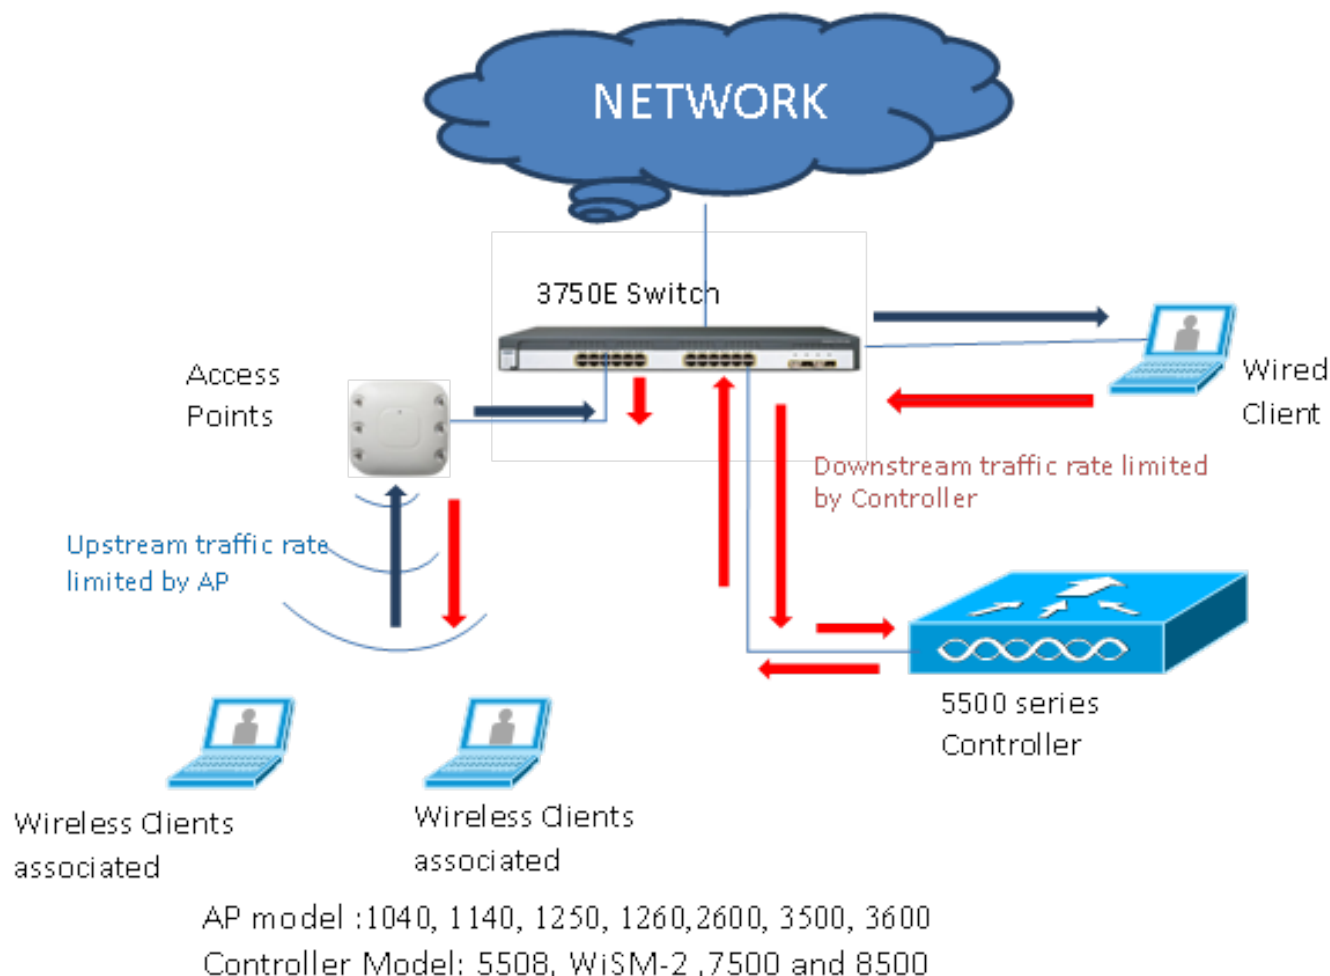 NETWORK
3750E Switch
Access
Points
Wired
Client
Downstream traffic rate limited
by Controller
Upstream traffic rate
limited by AP
5500 series
Controller
Wireless Clients
associated
Wireless Clients
associated
AP model :1040, 1140, 1250, 1260,2600, 3500, 3600
Controller Model: 5508, WiSM-2 ,7500 and 8500